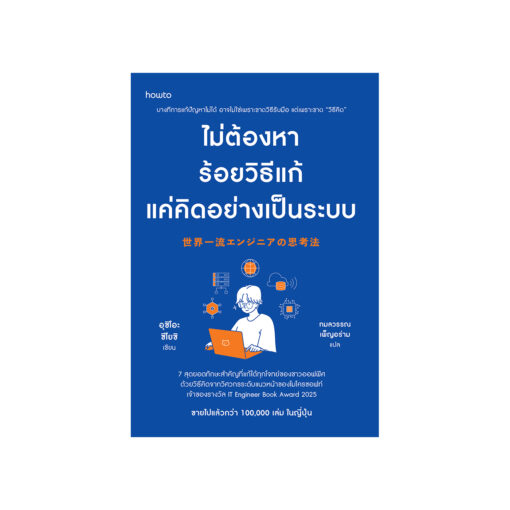 howto
บางทีการแก้ปัญหาไม่ได้ อาจไม่ใช่เพราะขาดวิธีรับมือ แต่เพราะขาด "วิธีคิด"
ไม่ต้องหา
ร้อยวิธีแก้
แค่คิดอย่างเป็นระบบ
世界一流エンジニアの思考法
อุชิโอะ
ซึโยชิ
เขียน
กมลวรรณ
เพ็ญอร่าม
แปล
7 สุดยอดทักษะสำคัญที่แก้ได้ทุกโจทย์ของชาวออฟฟิศ
ด้วยวิธีคิดจากวิศวกรระดับแนวหน้าของไมโครซอฟท์
เจ้าของรางวัล IT Engineer Book Award 2025
ขายไปแล้วกว่า 100,000 เล่ม ในญี่ปุ่น